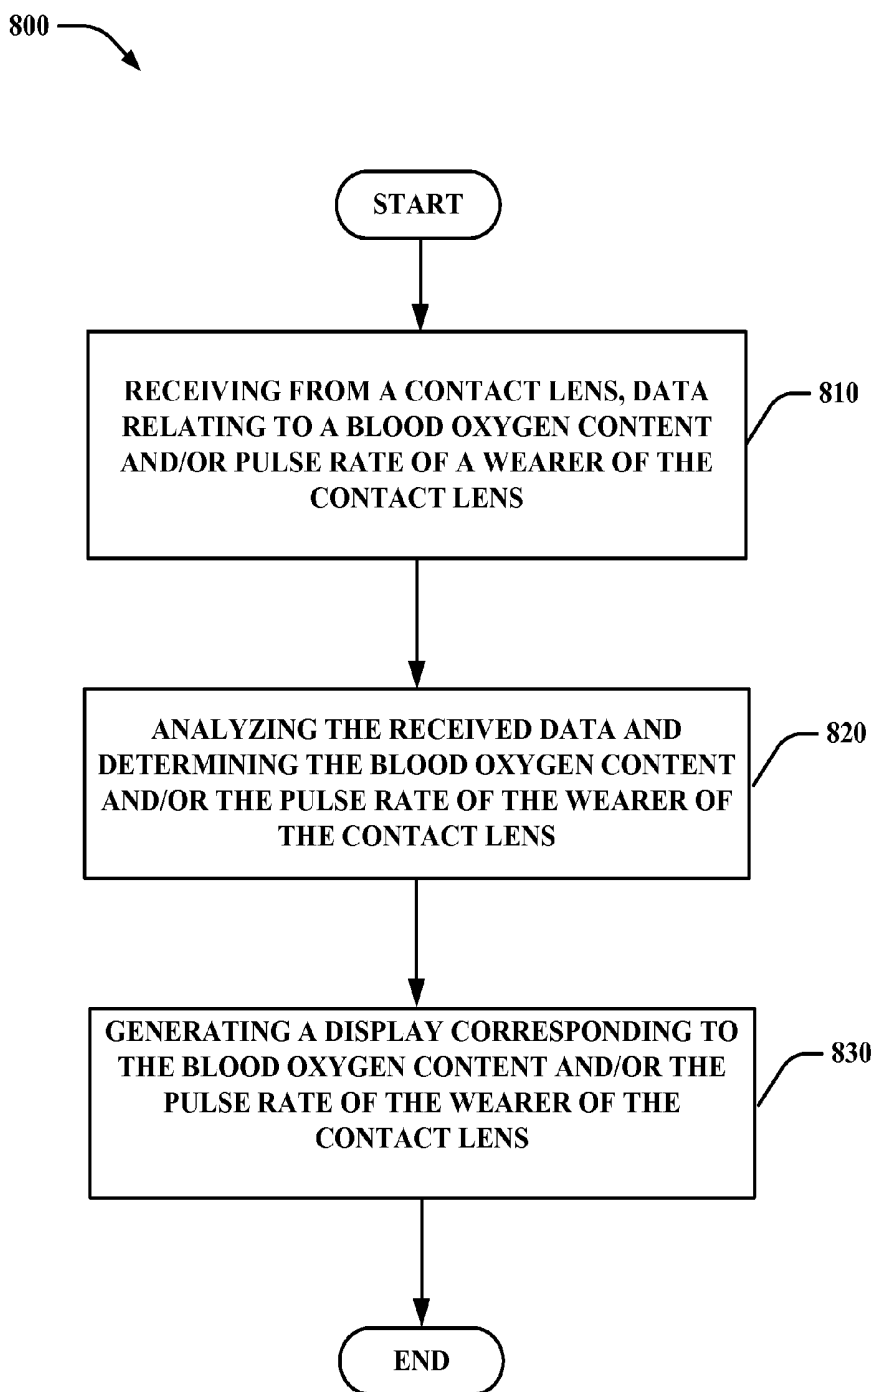 800
START
RECEIVING FROM A CONTACT LENS, DATA
RELATING TO A BLOOD OXYGEN CONTENT
AND/OR PULSE RATE OF A WEARER OF THE
CONTACT LENS
810
ANALYZING THE RECEIVED DATA AND
DETERMINING THE BLOOD OXYGEN CONTENT
AND/OR THE PULSE RATE OF THE WEARER OF
THE CONTACT LENS
820
GENERATING A DISPLAY CORRESPONDING TO
THE BLOOD OXYGEN CONTENT AND/OR THE
PULSE RATE OF THE WEARER OF THE
CONTACT LENS
830
END